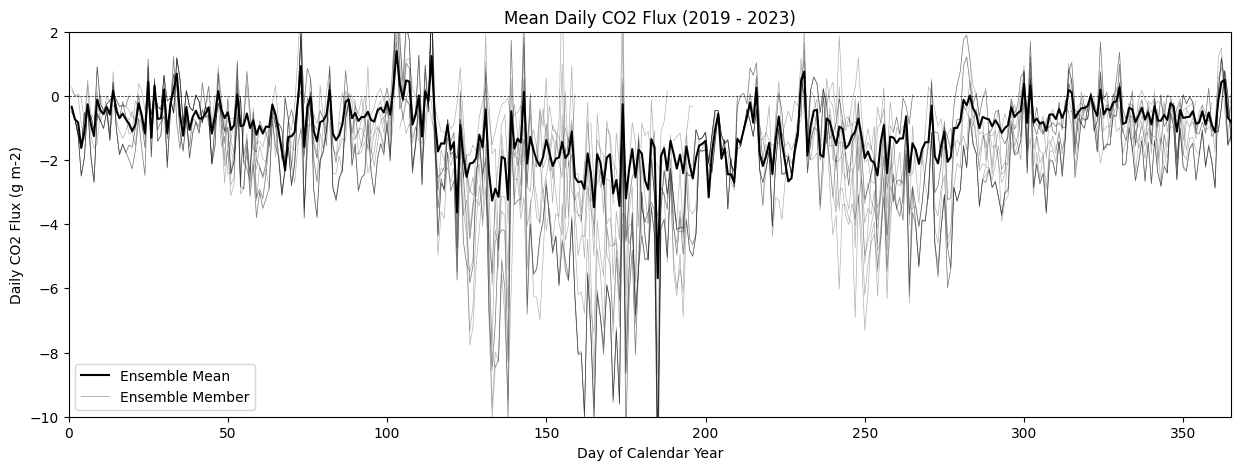 Mean Daily CO2 Flux (2019 - 2023)
Daily CO2 Flux (g m-2)
2
0
−2
−4
−6
−8
−10
Ensemble Mean
Ensemble Member
0 50 100 150 200 250 300 350
Day of Calendar Year